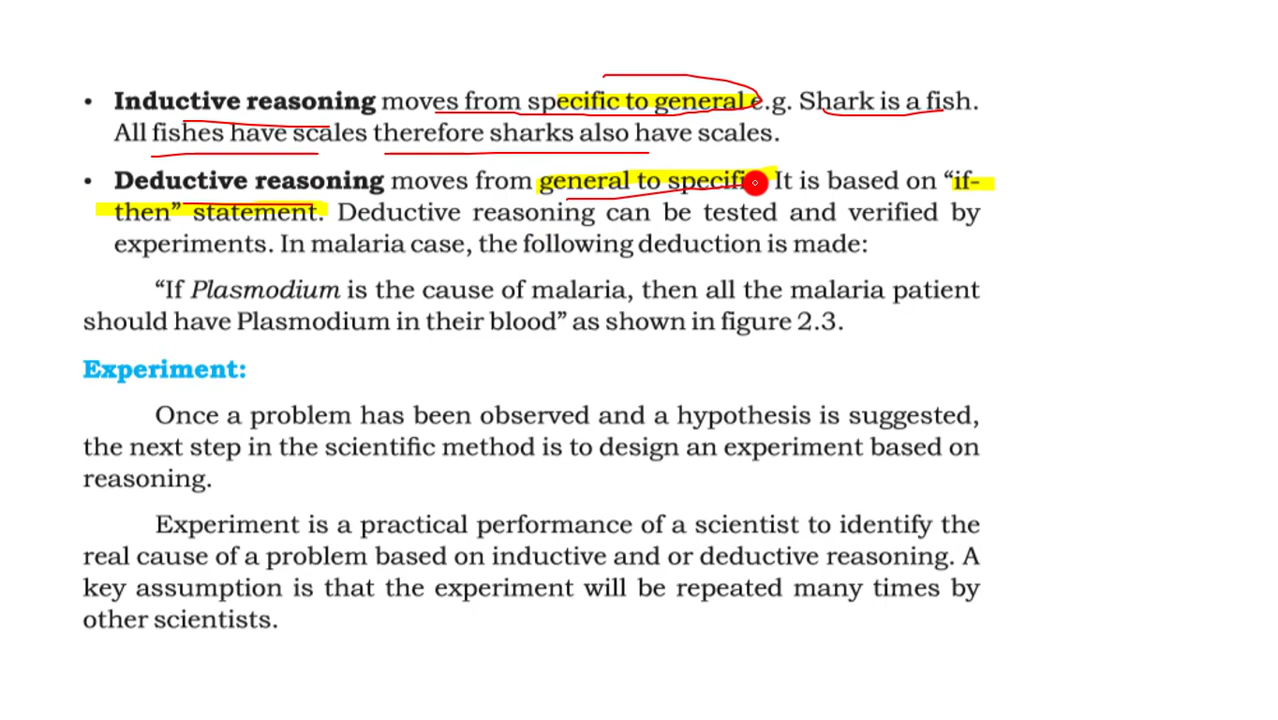 • Inductive reasoning moves from specific to general e.g. Shark is a fish.
All fishes have scales therefore sharks also have scales.
• Deductive reasoning moves from general to specific. It is based on “if-
then” statement. Deductive reasoning can be tested and verified by
experiments. In malaria case, the following deduction is made:
“If Plasmodium is the cause of malaria, then all the malaria patient
should have Plasmodium in their blood” as shown in figure 2.3.
Experiment:
Once a problem has been observed and a hypothesis is suggested,
the next step in the scientific method is to design an experiment based on
reasoning.
Experiment is a practical performance of a scientist to identify the
real cause of a problem based on inductive and or deductive reasoning. A
key assumption is that the experiment will be repeated many times by
other scientists.